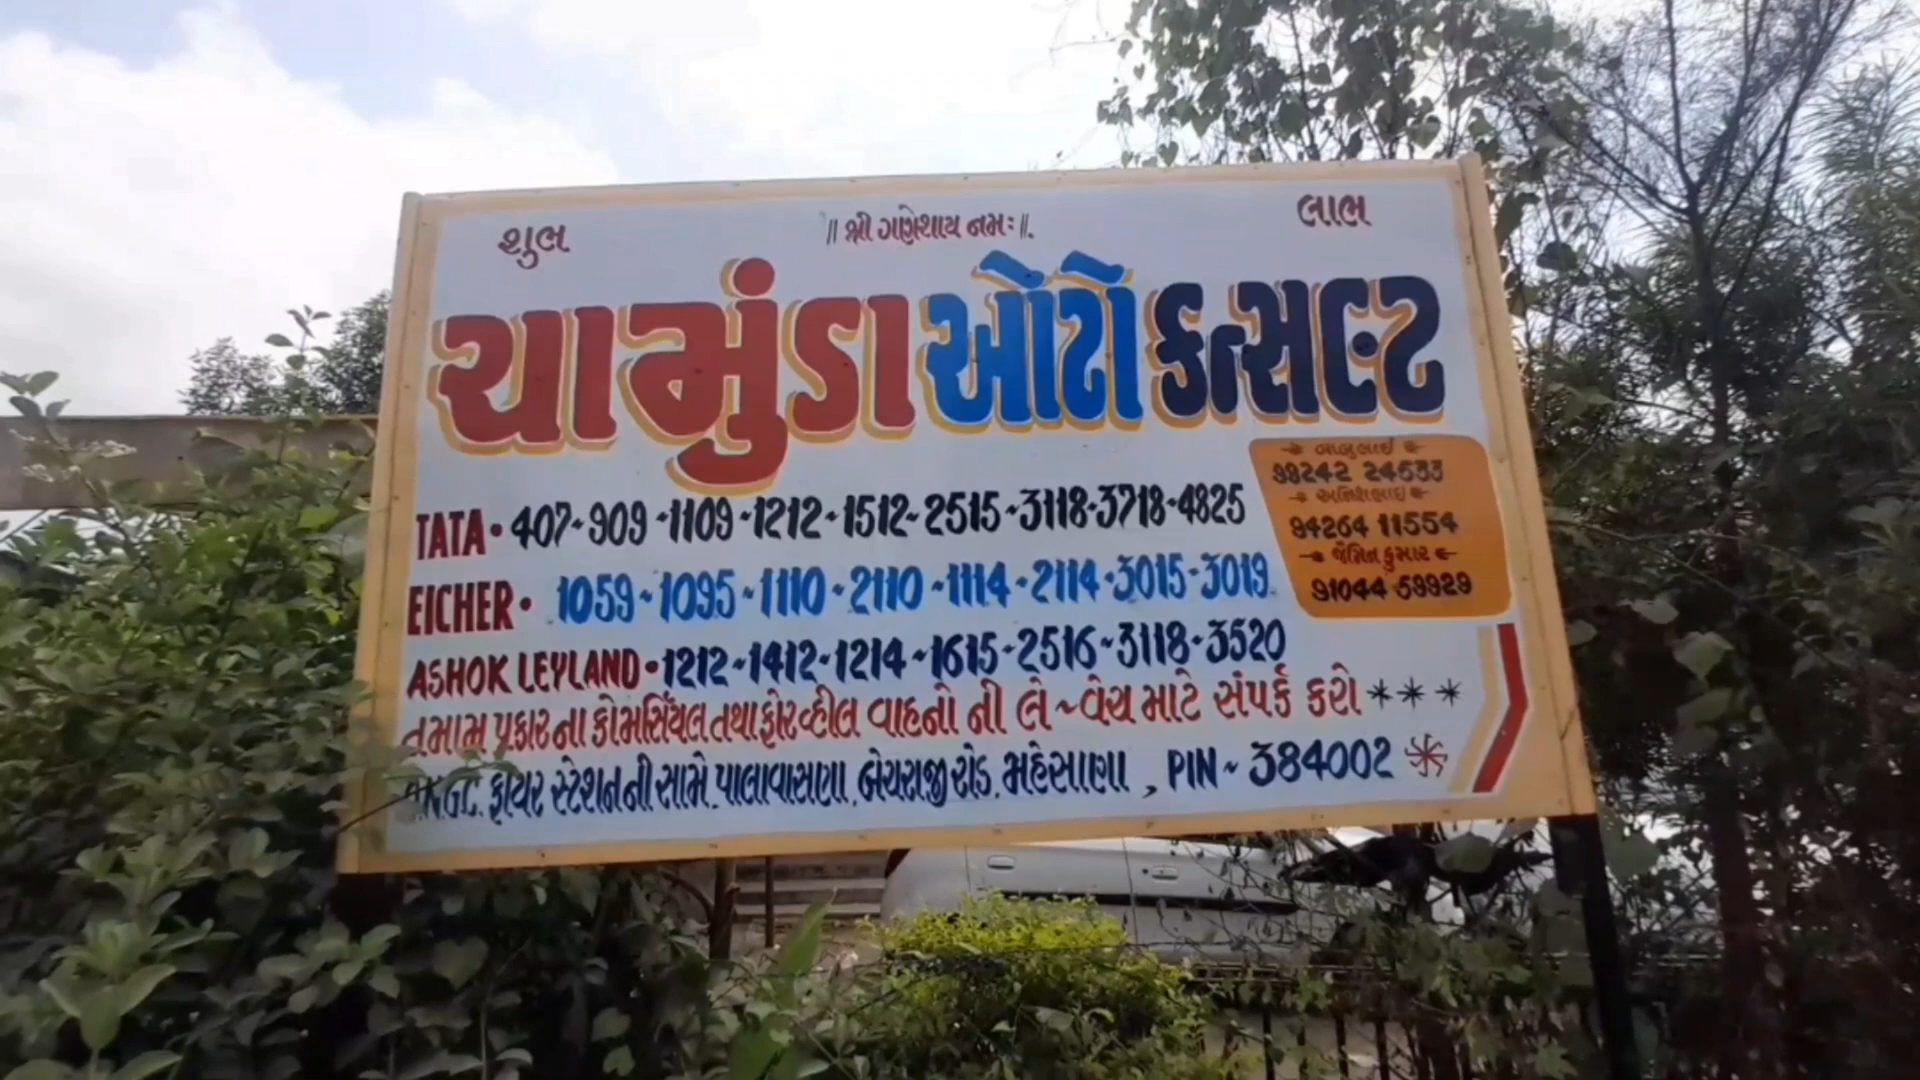 શુભ
॥ શ્રી ગણેશાય નમઃ ॥
લાભ
ચામુંડા ઓટો કન્સલ્ટ
બાબુભાઈ
98242 24533
94264 11554
જૈમિન કુમાર
91044 59929
TATA • 407 - 909 - 1109 - 1212 - 1512 - 2515 - 3118 - 3718 - 4825
EICHER • 1059 - 1095 - 1110 - 2110 - 1114 - 2114 - 3015 - 3019
ASHOK LEYLAND • 1212 - 1412 - 1214 - 1615 - 2516 - 3118 - 3520
તમામ પ્રકારના કોમર્સિયલ તથા ફોરવ્હીલ વાહનો ની લે ~ વેચ માટે સંપર્ક કરો ***
O.N.G.C. ફાયર સ્ટેશન ની સામે, પાલાવાસણા, બેચરાજી રોડ, મહેસાણા, PIN ~ 384002